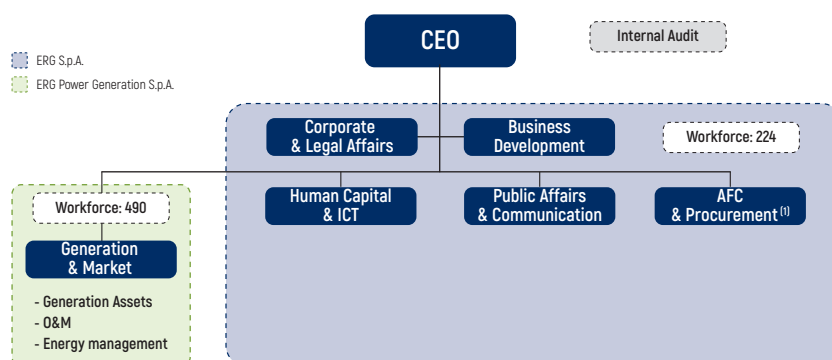 CEO
Internal Audit
ERG S.p.A.
ERG Power Generation S.p.A.
Corporate
& Legal Affairs
Business
Development
Workforce: 224
Workforce: 490
Human Capital
& ICT
Public Affairs
& Communication
AFC
& Procurement (1)
Generation
& Market
- Generation Assets
- O&M
- Energy management